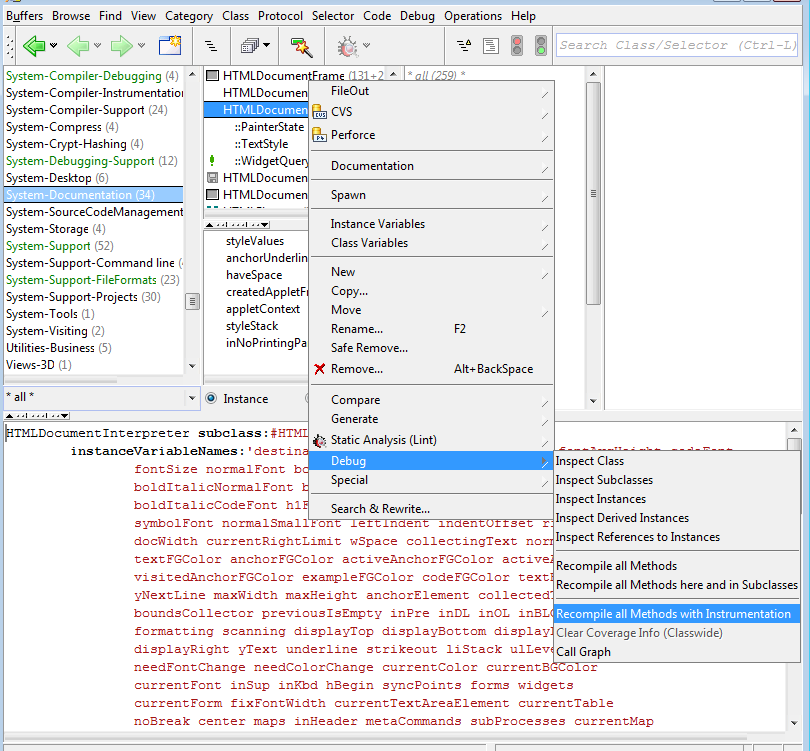 Buffers Browse Find View Category Class Protocol Selector Code Debug Operations Help
Search Class/Selector (Ctrl-L)
System-Compiler-Debugging (4)
System-Compiler-Instrumentation
System-Compiler-Support (24)
System-Compress (4)
System-Crypt-Hashing (4)
System-Debugging-Support (12)
System-Desktop (6)
System-Documentation (34)
System-SourceCodeManagement
System-Storage (4)
System-Support (52)
System-Support-Command line (
System-Support-FileFormats (23)
System-Support-Projects (30)
System-Tools (1)
System-Visiting (2)
Utilities-Business (5)
Views-3D (1)
* all *
HTMLDocumentFrame (131+2
HTMLDocumen
HTMLDocumen
::PainterState
::TextStyle
::WidgetQuery
HTMLDocumen
HTMLDocumen
* all (259) *
styleValues
anchorUnderlin
haveSpace
createdAppletFr
appletContext
styleStack
inNoPrintingPa
Instance
FileOut
CVS
Perforce
Documentation
Spawn
Instance Variables
Class Variables
New
Copy...
Move
Rename... F2
Safe Remove...
Remove... Alt+BackSpace
Compare
Generate
Static Analysis (Lint)
Debug
Special
Search & Rewrite...
Inspect Class
Inspect Subclasses
Inspect Instances
Inspect Derived Instances
Inspect References to Instances
Recompile all Methods
Recompile all Methods here and in Subclasses
Recompile all Methods with Instrumentation
Clear Coverage Info (Classwide)
Call Graph
HTMLDocumentInterpreter subclass:#HTML
instanceVariableNames:'destina
fontSize normalFont bo
boldItalicNormalFont b
boldItalicCodeFont h1F
symbolFont normalSmallFont leftIndent indentOffset ri
docWidth currentRightLimit wSpace collectingText norm
textFGColor anchorFGColor activeAnchorFGColor activeA
visitedAnchorFGColor exampleFGColor codeFGColor textB
yNextLine maxWidth maxHeight anchorElement collectedT
boundsCollector previousIsEmpty inPre inDL inOL inBLO
formatting scanning displayTop displayBottom displayL
displayRight yText underline strikeout liStack ulLeve
needFontChange needColorChange currentColor currentBGColor
currentFont inSup inKbd hBegin syncPoints forms widgets
currentForm fixFontWidth currentTextAreaElement currentTable
noBreak center maps inHeader metaCommands subProcesses currentMap